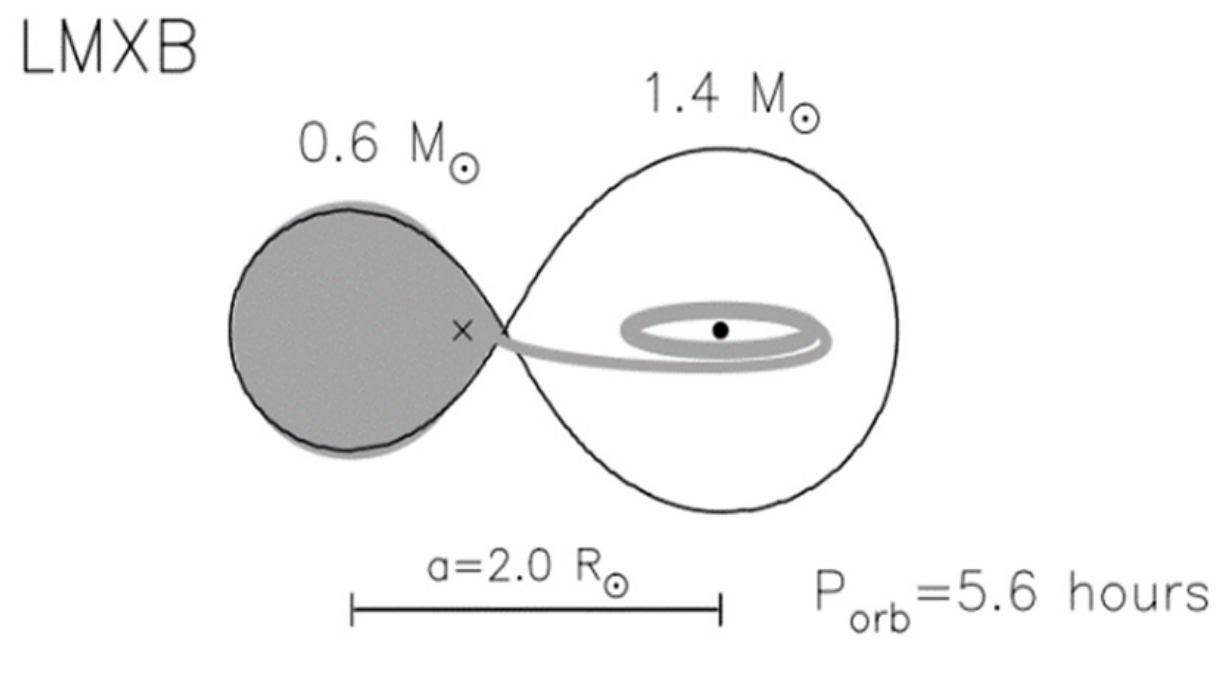 LMXB
1.4 M☉
0.6 M☉
a=2.0 R☉
P_orb=5.6 hours